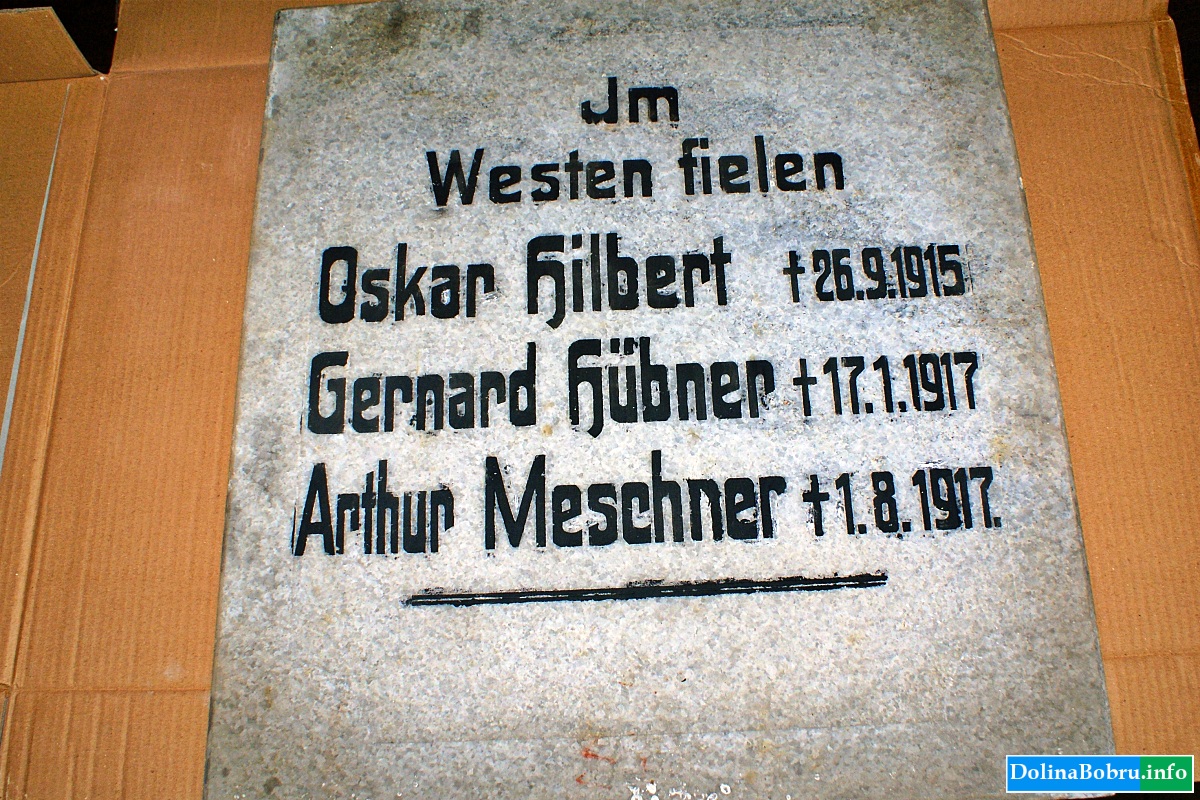 Jm
Westen fielen
Oskar Hilbert †26.9.1915
Gernard Hübner †17.1.1917
Arthur Meschner †1.8.1917.
DolinaBobru.info